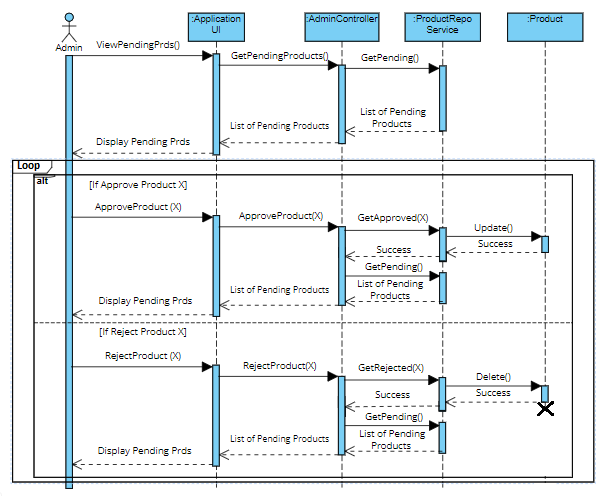 :Application
UI
:AdminController
:ProductRepo
Service
:Product
Admin
ViewPendingPrds()
GetPendingProducts()
GetPending()
List of Pending
Products
List of Pending Products
Display Pending Prds
Loop
alt
[If Approve Product X]
ApproveProduct (X)
ApproveProduct(X)
GetApproved(X)
Update()
Success
Success
GetPending()
List of Pending
Products
List of Pending Products
Display Pending Prds
[If Reject Product X]
RejectProduct (X)
RejectProduct(X)
GetRejected(X)
Delete()
Success
Success
GetPending()
List of Pending
Products
List of Pending Products
Display Pending Prds